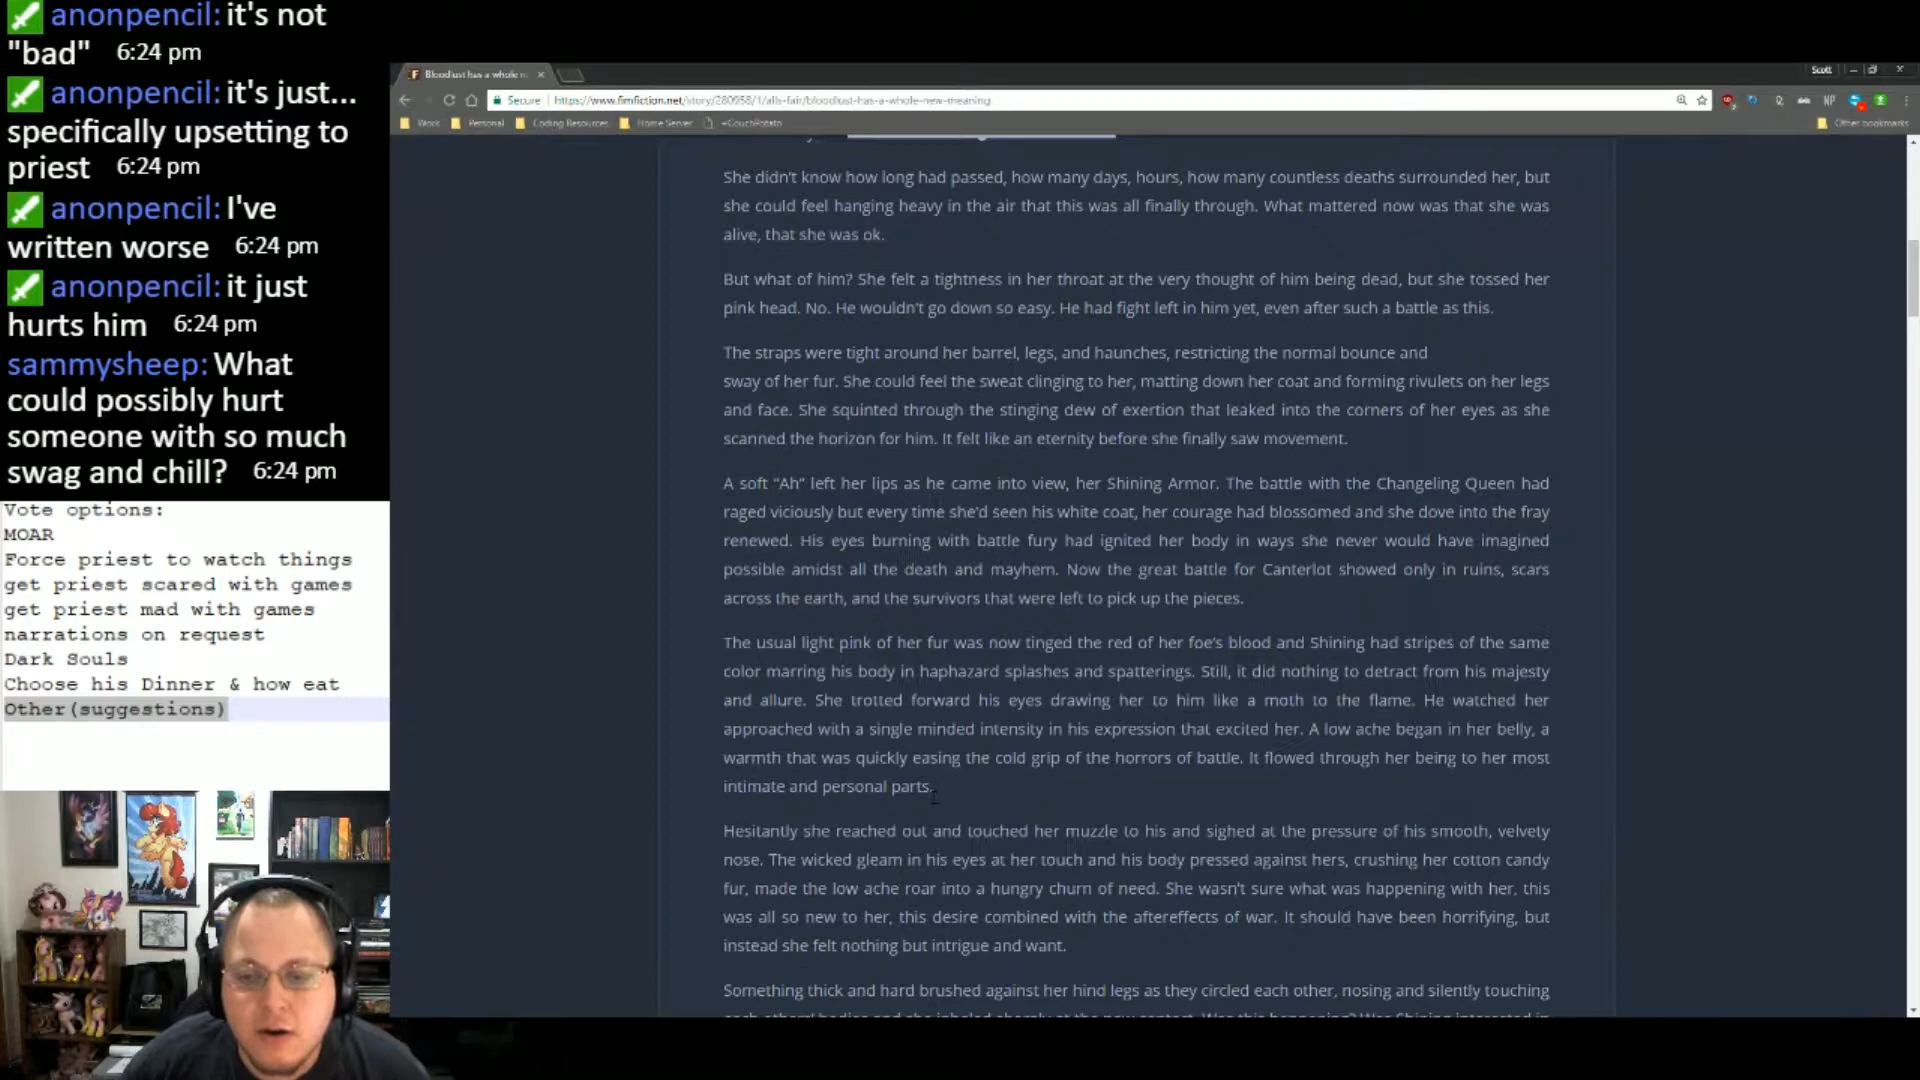 anonpencil: it's not
"bad" 6:24 pm
anonpencil: it's just...
specifically upsetting to
priest 6:24 pm
anonpencil: I've
written worse 6:24 pm
anonpencil: it just
hurts him 6:24 pm
sammysheep: What
could possibly hurt
someone with so much
swag and chill? 6:24 pm
Vote options:
MOAR
Force priest to watch things
get priest scared with games
get priest mad with games
narrations on request
Dark Souls
Choose his Dinner & how eat
Other(suggestions)
Bloodlust has a whole n
Scott
Secure https://www.fimfiction.net/story/280958/1/alls-fair/bloodlust-has-a-whole-new-meaning
Work Personal Coding Resources Home Server +CouchPotato Other bookmarks
She didn't know how long had passed, how many days, hours, how many countless deaths surrounded her, but
she could feel hanging heavy in the air that this was all finally through. What mattered now was that she was
alive, that she was ok.
But what of him? She felt a tightness in her throat at the very thought of him being dead, but she tossed her
pink head. No. He wouldn't go down so easy. He had fight left in him yet, even after such a battle as this.
The straps were tight around her barrel, legs, and haunches, restricting the normal bounce and
sway of her fur. She could feel the sweat clinging to her, matting down her coat and forming rivulets on her legs
and face. She squinted through the stinging dew of exertion that leaked into the corners of her eyes as she
scanned the horizon for him. It felt like an eternity before she finally saw movement.
A soft “Ah” left her lips as he came into view, her Shining Armor. The battle with the Changeling Queen had
raged viciously but every time she'd seen his white coat, her courage had blossomed and she dove into the fray
renewed. His eyes burning with battle fury had ignited her body in ways she never would have imagined
possible amidst all the death and mayhem. Now the great battle for Canterlot showed only in ruins, scars
across the earth, and the survivors that were left to pick up the pieces.
The usual light pink of her fur was now tinged the red of her foe's blood and Shining had stripes of the same
color marring his body in haphazard splashes and spatterings. Still, it did nothing to detract from his majesty
and allure. She trotted forward his eyes drawing her to him like a moth to the flame. He watched her
approached with a single minded intensity in his expression that excited her. A low ache began in her belly, a
warmth that was quickly easing the cold grip of the horrors of battle. It flowed through her being to her most
intimate and personal parts.
Hesitantly she reached out and touched her muzzle to his and sighed at the pressure of his smooth, velvety
nose. The wicked gleam in his eyes at her touch and his body pressed against hers, crushing her cotton candy
fur, made the low ache roar into a hungry churn of need. She wasn't sure what was happening with her, this
was all so new to her, this desire combined with the aftereffects of war. It should have been horrifying, but
instead she felt nothing but intrigue and want.
Something thick and hard brushed against her hind legs as they circled each other, nosing and silently touching